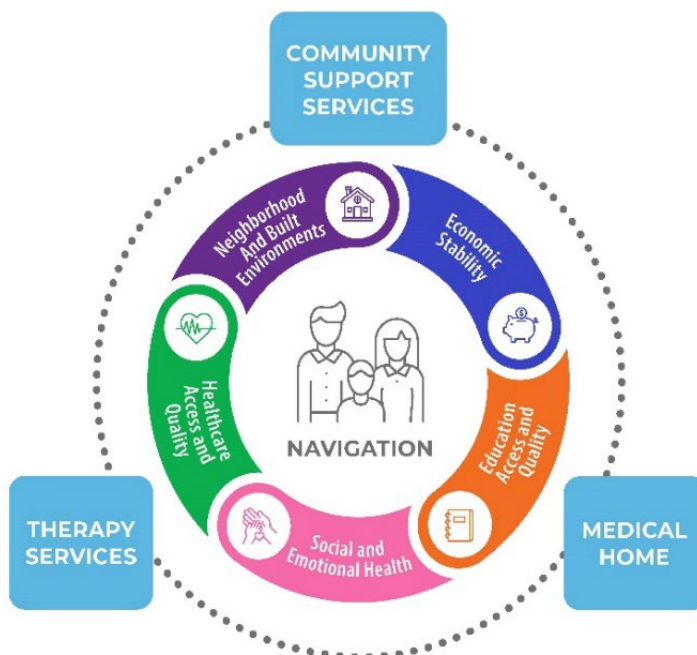 COMMUNITY
SUPPORT
SERVICES
Neighborhood
And Built
Environments
Economic
Stability
$
Healthcare
Access and
Quality
NAVIGATION
Education
Access and
Quality
Social and
Emotional Health
THERAPY
SERVICES
MEDICAL
HOME